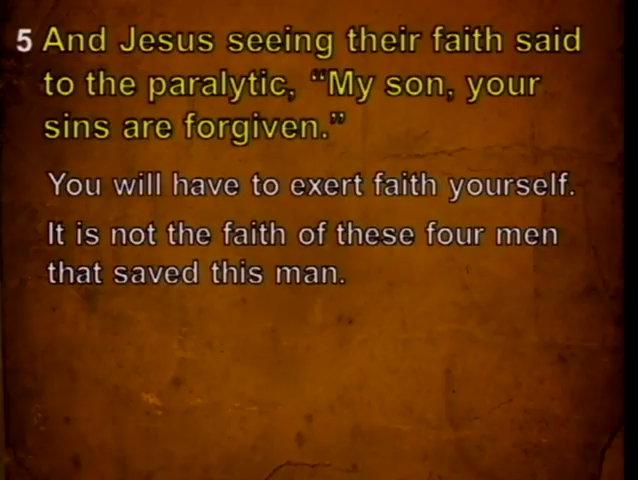 5 And Jesus seeing their faith said
to the paralytic, “My son, your
sins are forgiven.”
You will have to exert faith yourself.
It is not the faith of these four men
that saved this man.